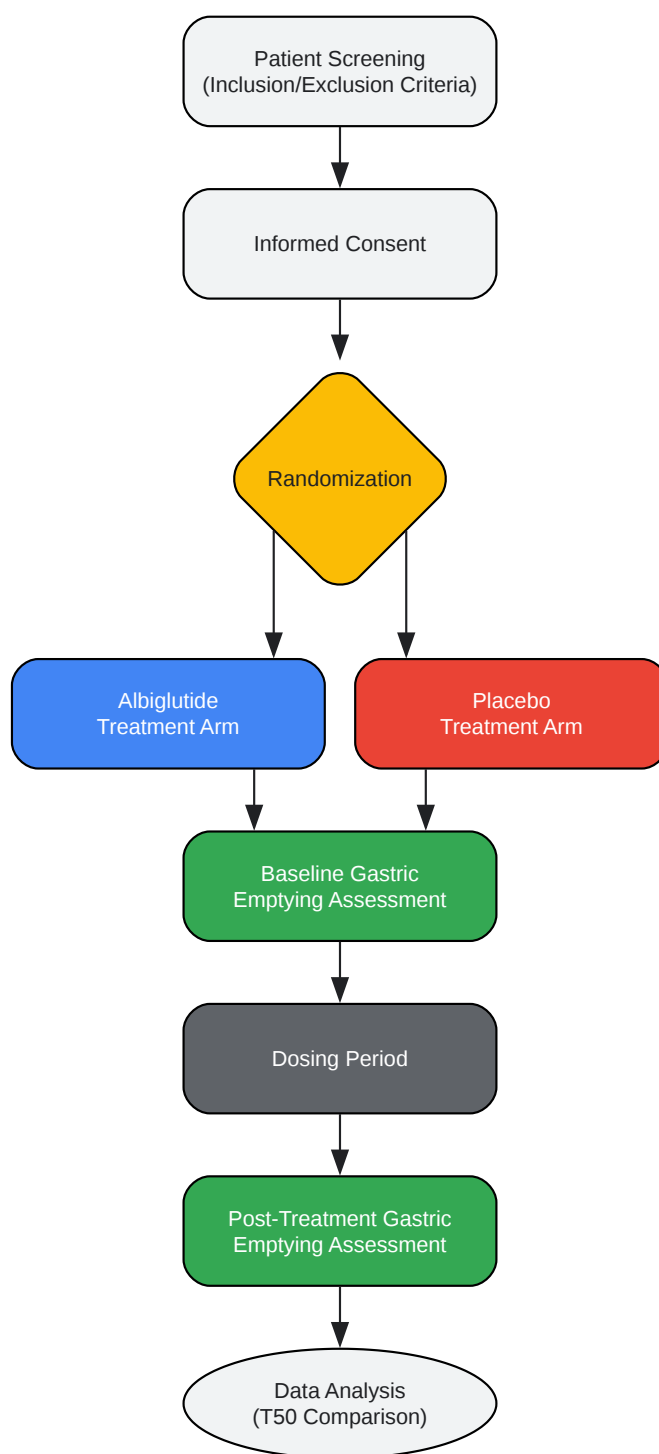 Patient Screening
(Inclusion/Exclusion Criteria)
Informed Consent
Randomization
Albiglutide
Treatment Arm
Placebo
Treatment Arm
Baseline Gastric
Emptying Assessment
Dosing Period
Post-Treatment Gastric
Emptying Assessment
Data Analysis
(T50 Comparison)